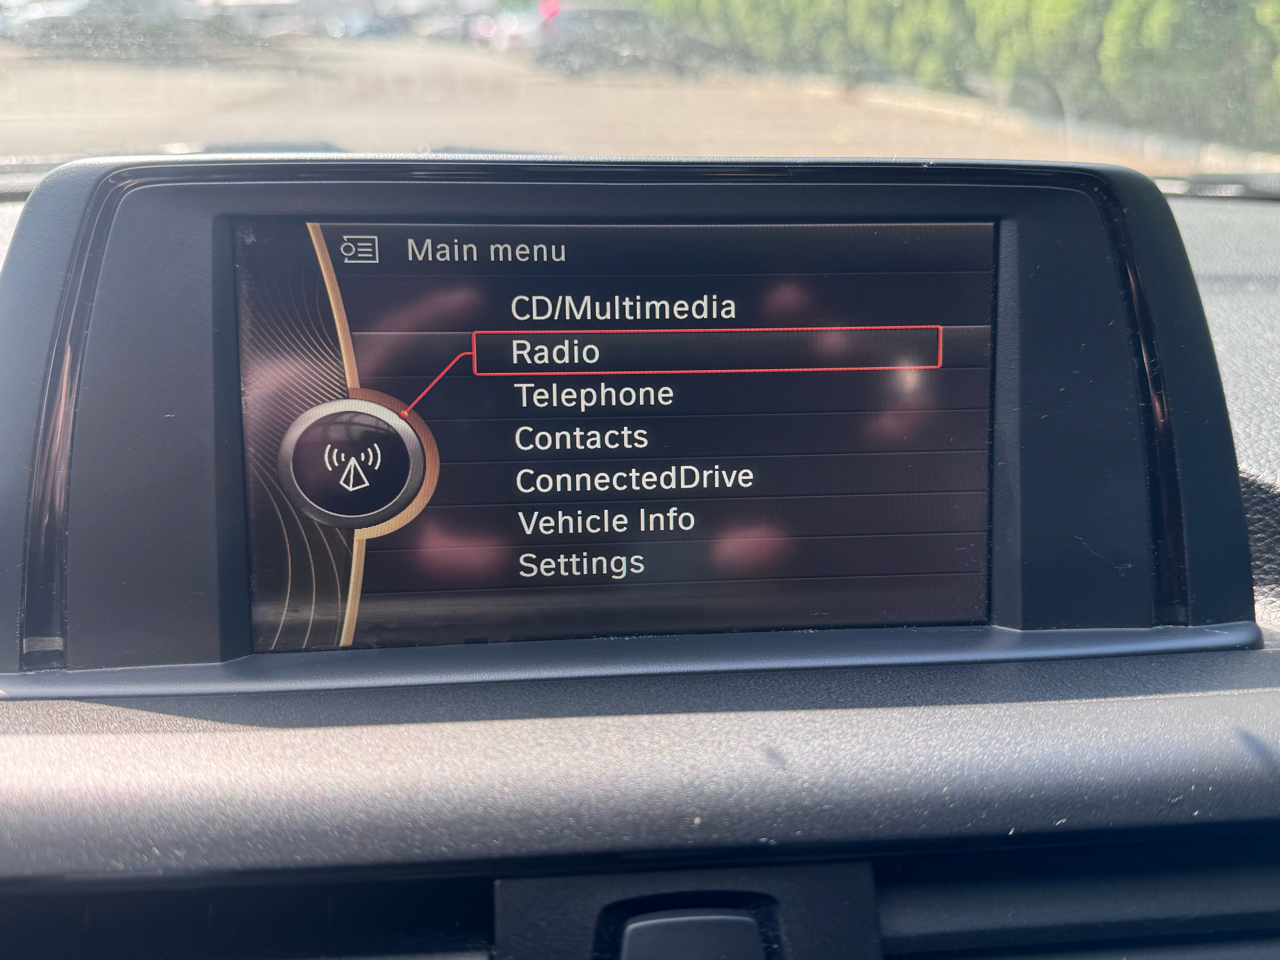 Main menu
CD/Multimedia
Radio
Telephone
Contacts
ConnectedDrive
Vehicle Info
Settings